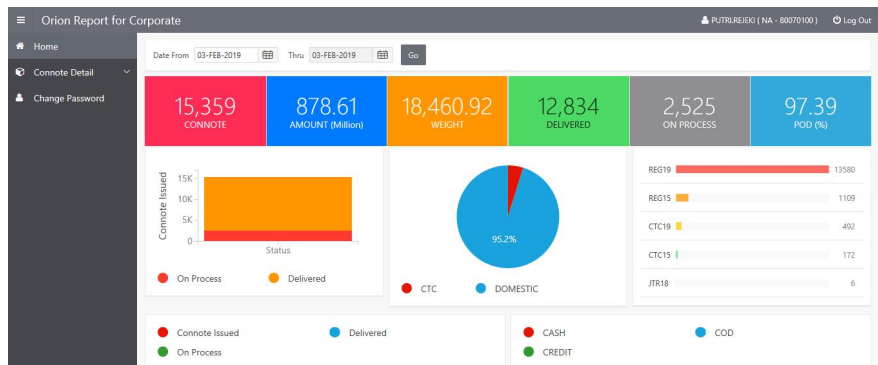 Orion Report for Corporate
PUTRI.REJEKI ( NA - 80070100 )
Log Out
Home
Connote Detail
Change Password
Date From 03-FEB-2019 Thru 03-FEB-2019 Go
15,359
CONNOTE
878.61
AMOUNT (Million)
18,460.92
WEIGHT
12,834
DELIVERED
2,525
ON PROCESS
97.39
POD (%)
Connote Issued
15K
10K
5K
0
Status
On Process
Delivered
95.2%
CTC
DOMESTIC
REG19 13580
REG15 1109
CTC19 492
CTC15 172
JTR18 6
Connote Issued
Delivered
On Process
CASH
COD
CREDIT